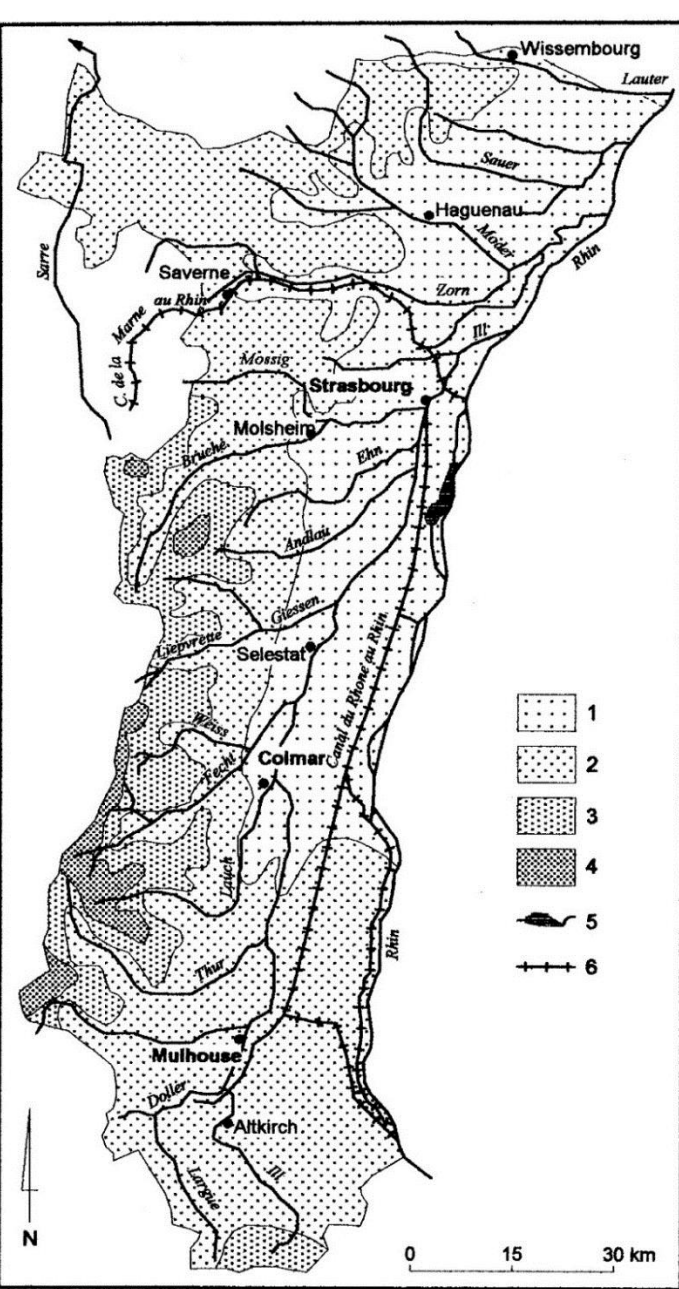 Wissembourg
Lauter
Sauer
Haguenau
Moder
Rhin
Sarre
Saverne
Zorn
C. de la Marne au Rhin
Ill
Mossig
Strasbourg
Molsheim
Bruche
Ehn
Andlau
Giessen
Liepvrette
Selestat
Canal du Rhone au Rhin
Weiss
Fecht
Colmar
Lauch
Thur
Rhin
Mulhouse
Doller
Altkirch
Largue
Ill
1
2
3
4
5
6
N
0 15 30 km